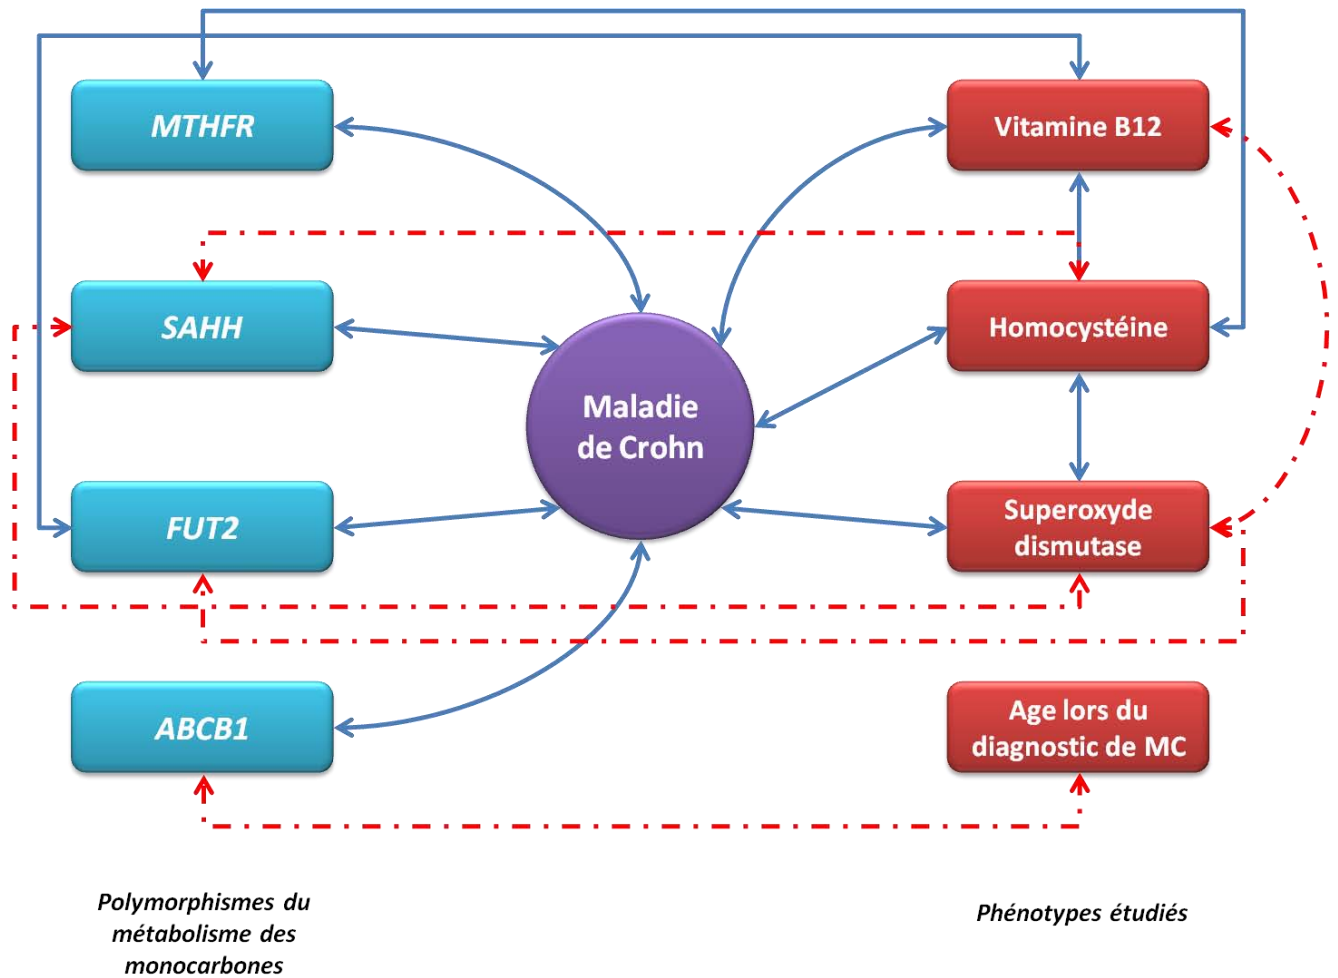 MTHFR
Vitamine B12
SAHH
Homocystéine
Maladie
de Crohn
FUT2
Superoxyde
dismutase
ABCB1
Age lors du
diagnostic de MC
Polymorphismes du
métabolisme des
monocarbones
Phénotypes étudiés